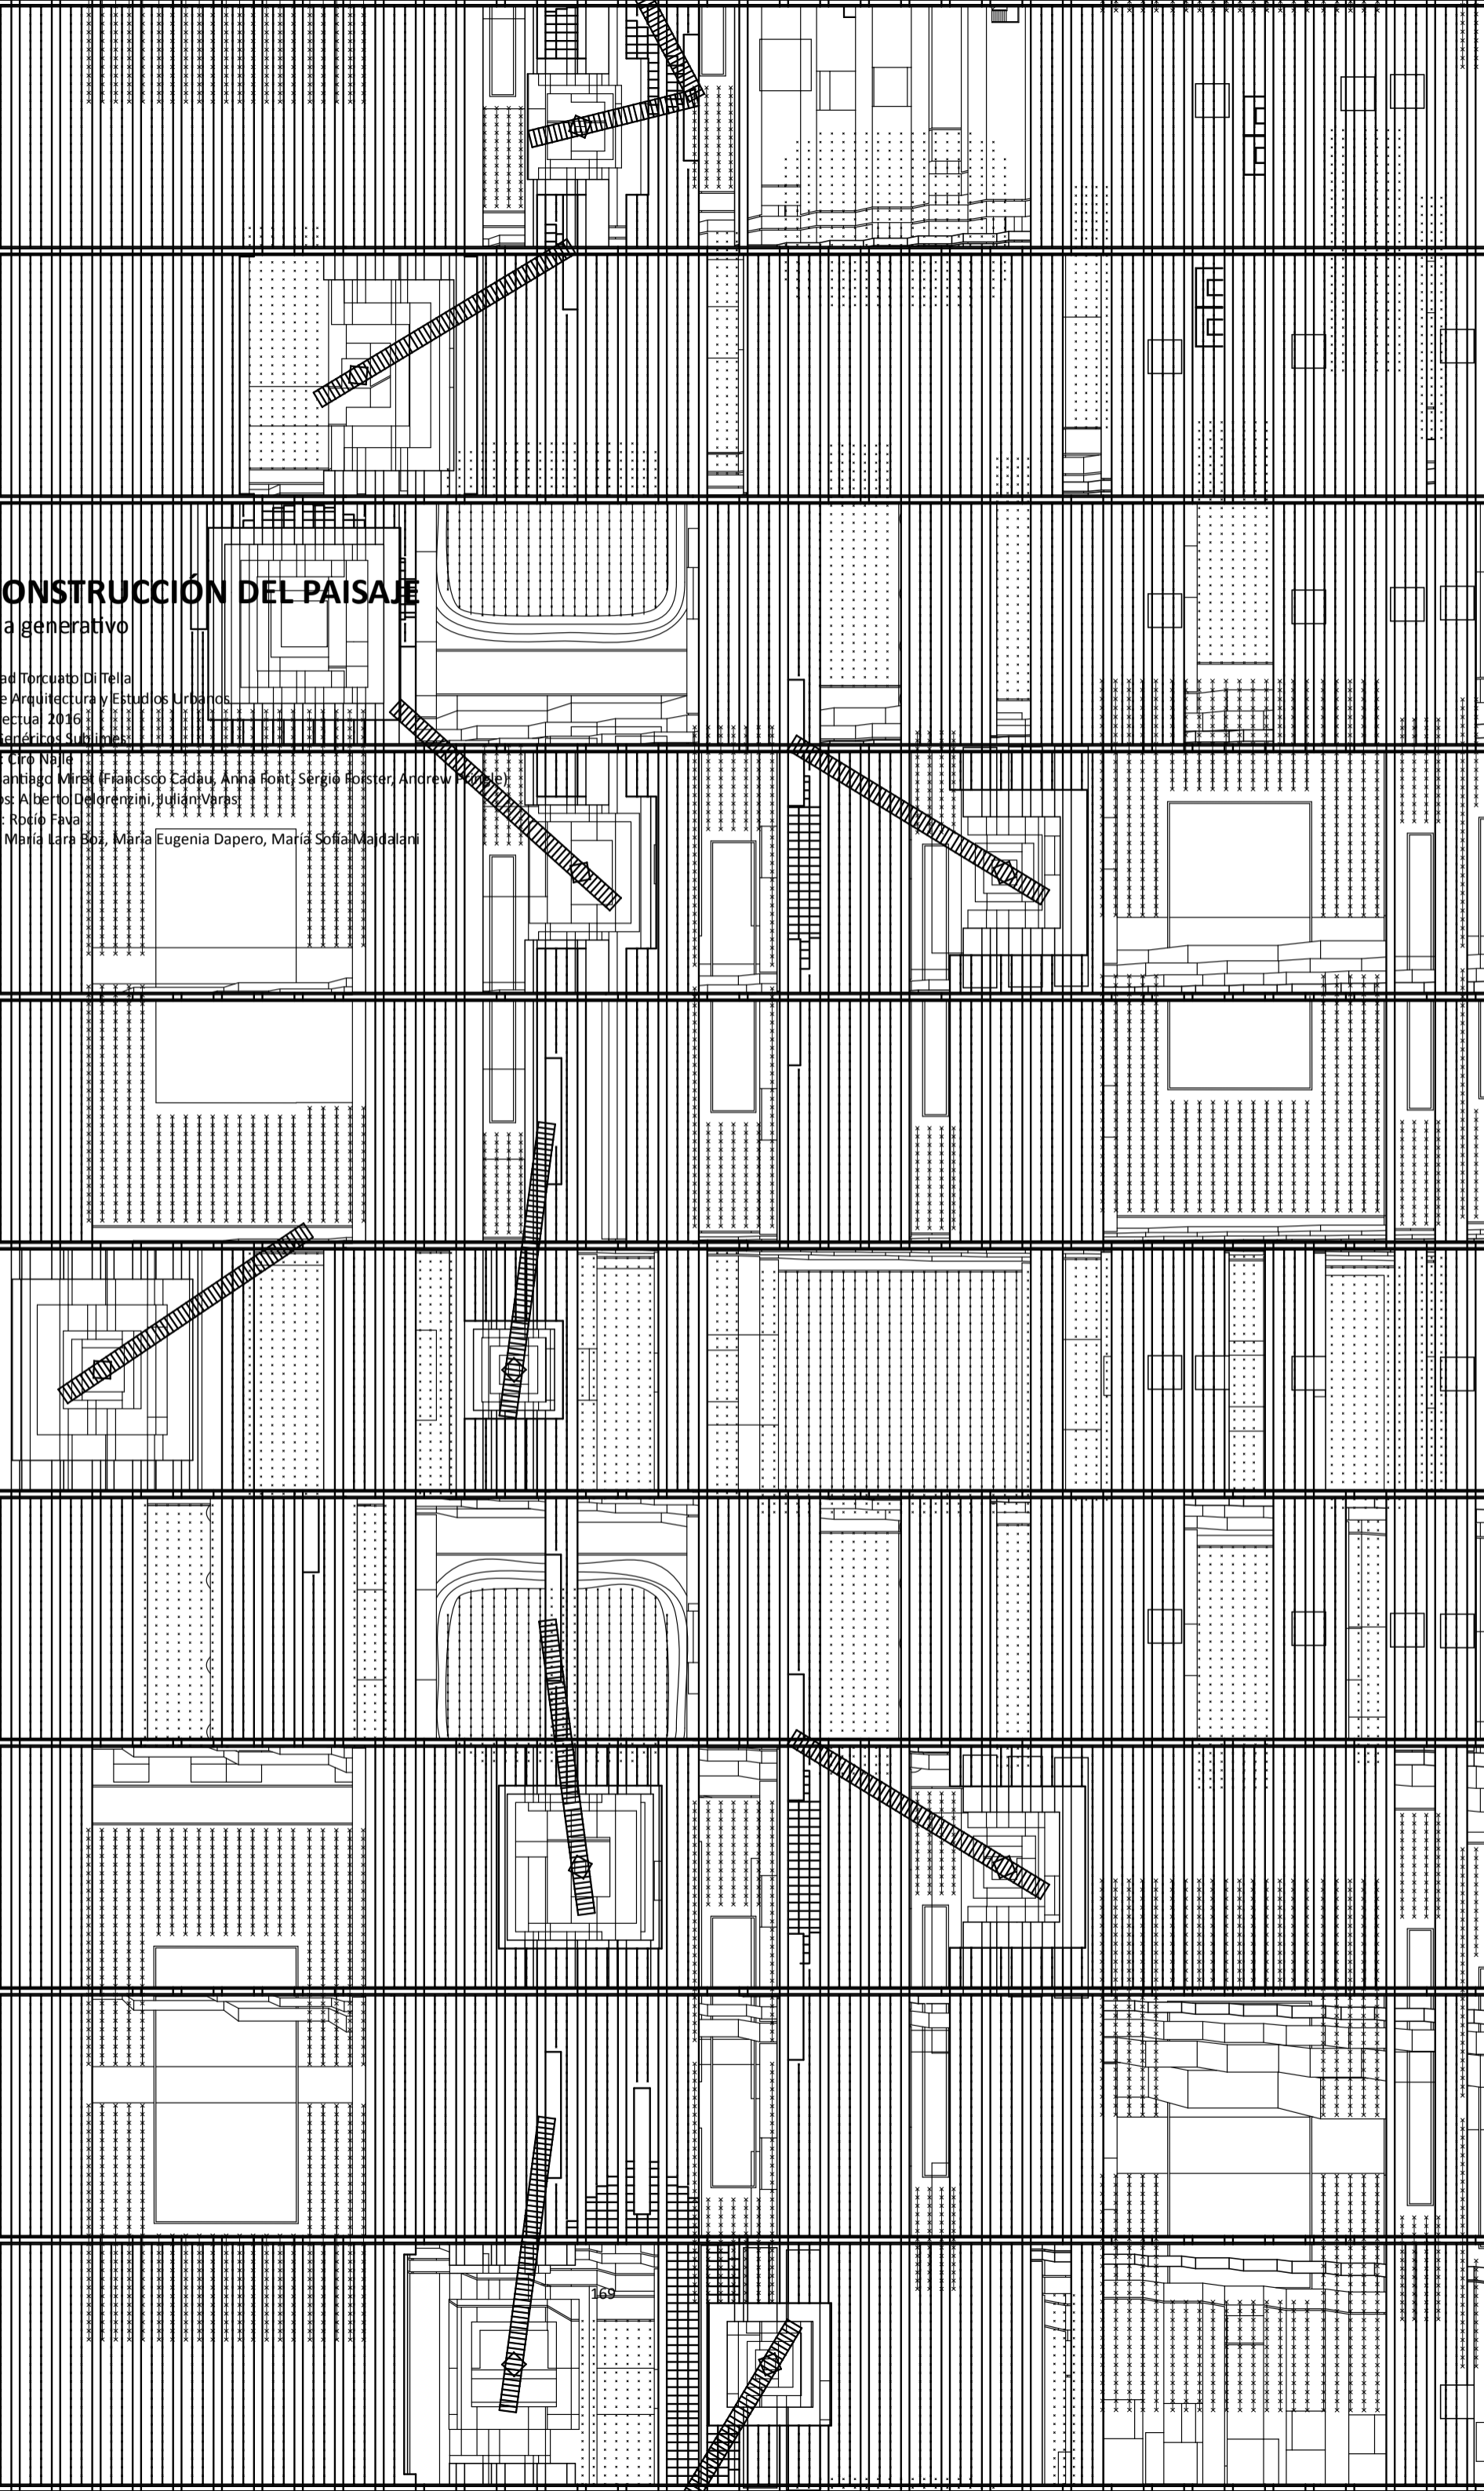 ONSTRUCCIÓN DEL PAISAJE
a generativo
ad Torcuato Di Tella
e Arquitectura y Estudios Urbanos
ectual 2016
Genéricos Sublimes
: Ciro Najle
antiago Miret (Francisco Cadau, Anna Font, Sergio Forster, Andrew Pringle)
os: Alberto Delorenzini, Julián Varas
: Rocío Fava
María Lara Boz, María Eugenia Dapero, María Sofía Majdalani
169